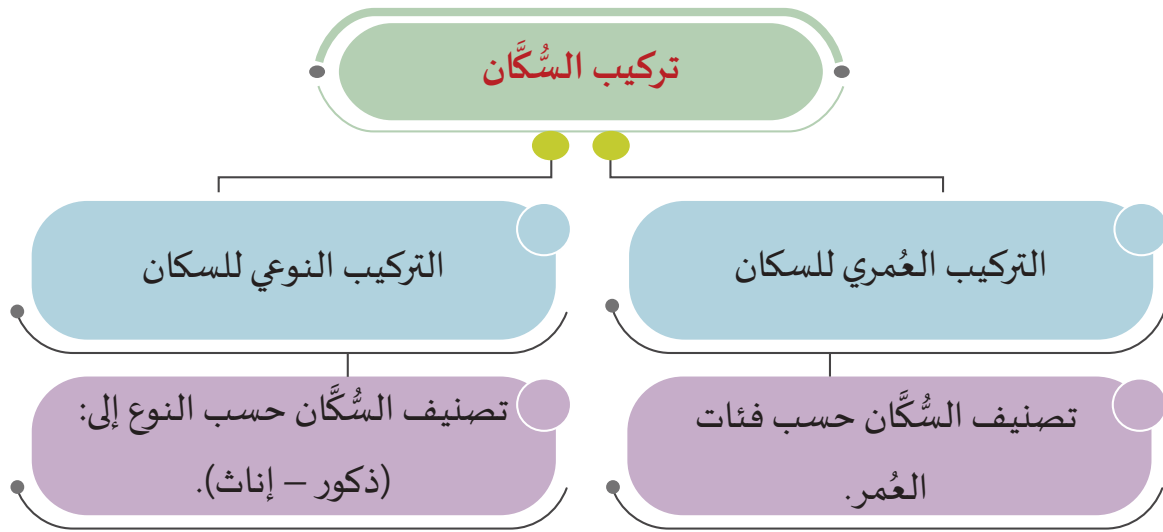 تركيب السُّكَّان
التركيب العُمري للسكان
التركيب النوعي للسكان
تصنيف السُّكَّان حسب فئات
العُمر.
تصنيف السُّكَّان حسب النوع إلى:
(ذكور – إناث).